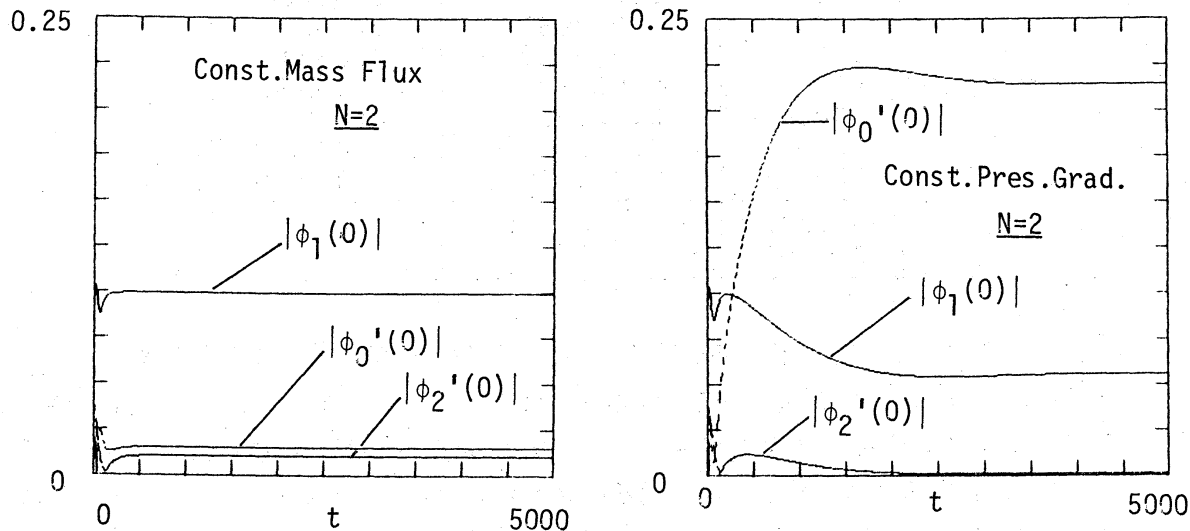 0.25
Const.Mass Flux
N=2
|ϕ₁(0)|
|ϕ₀'(0)|
|ϕ₂'(0)|
0
0
t
5000
0.25
|ϕ₀'(0)|
Const.Pres.Grad.
N=2
|ϕ₁(0)|
|ϕ₂'(0)|
0
0
t
5000